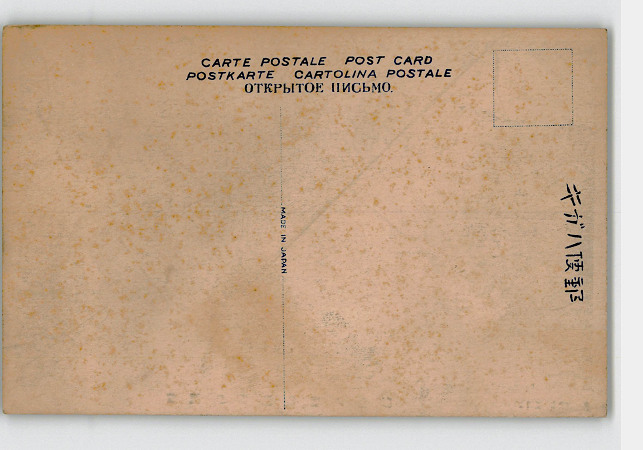 CARTE POSTALE POST CARD
POSTKARTE CARTOLINA POSTALE
ОТКРЫТОЕ ПИСЬМО.
MADE IN JAPAN
郵便ハガキ